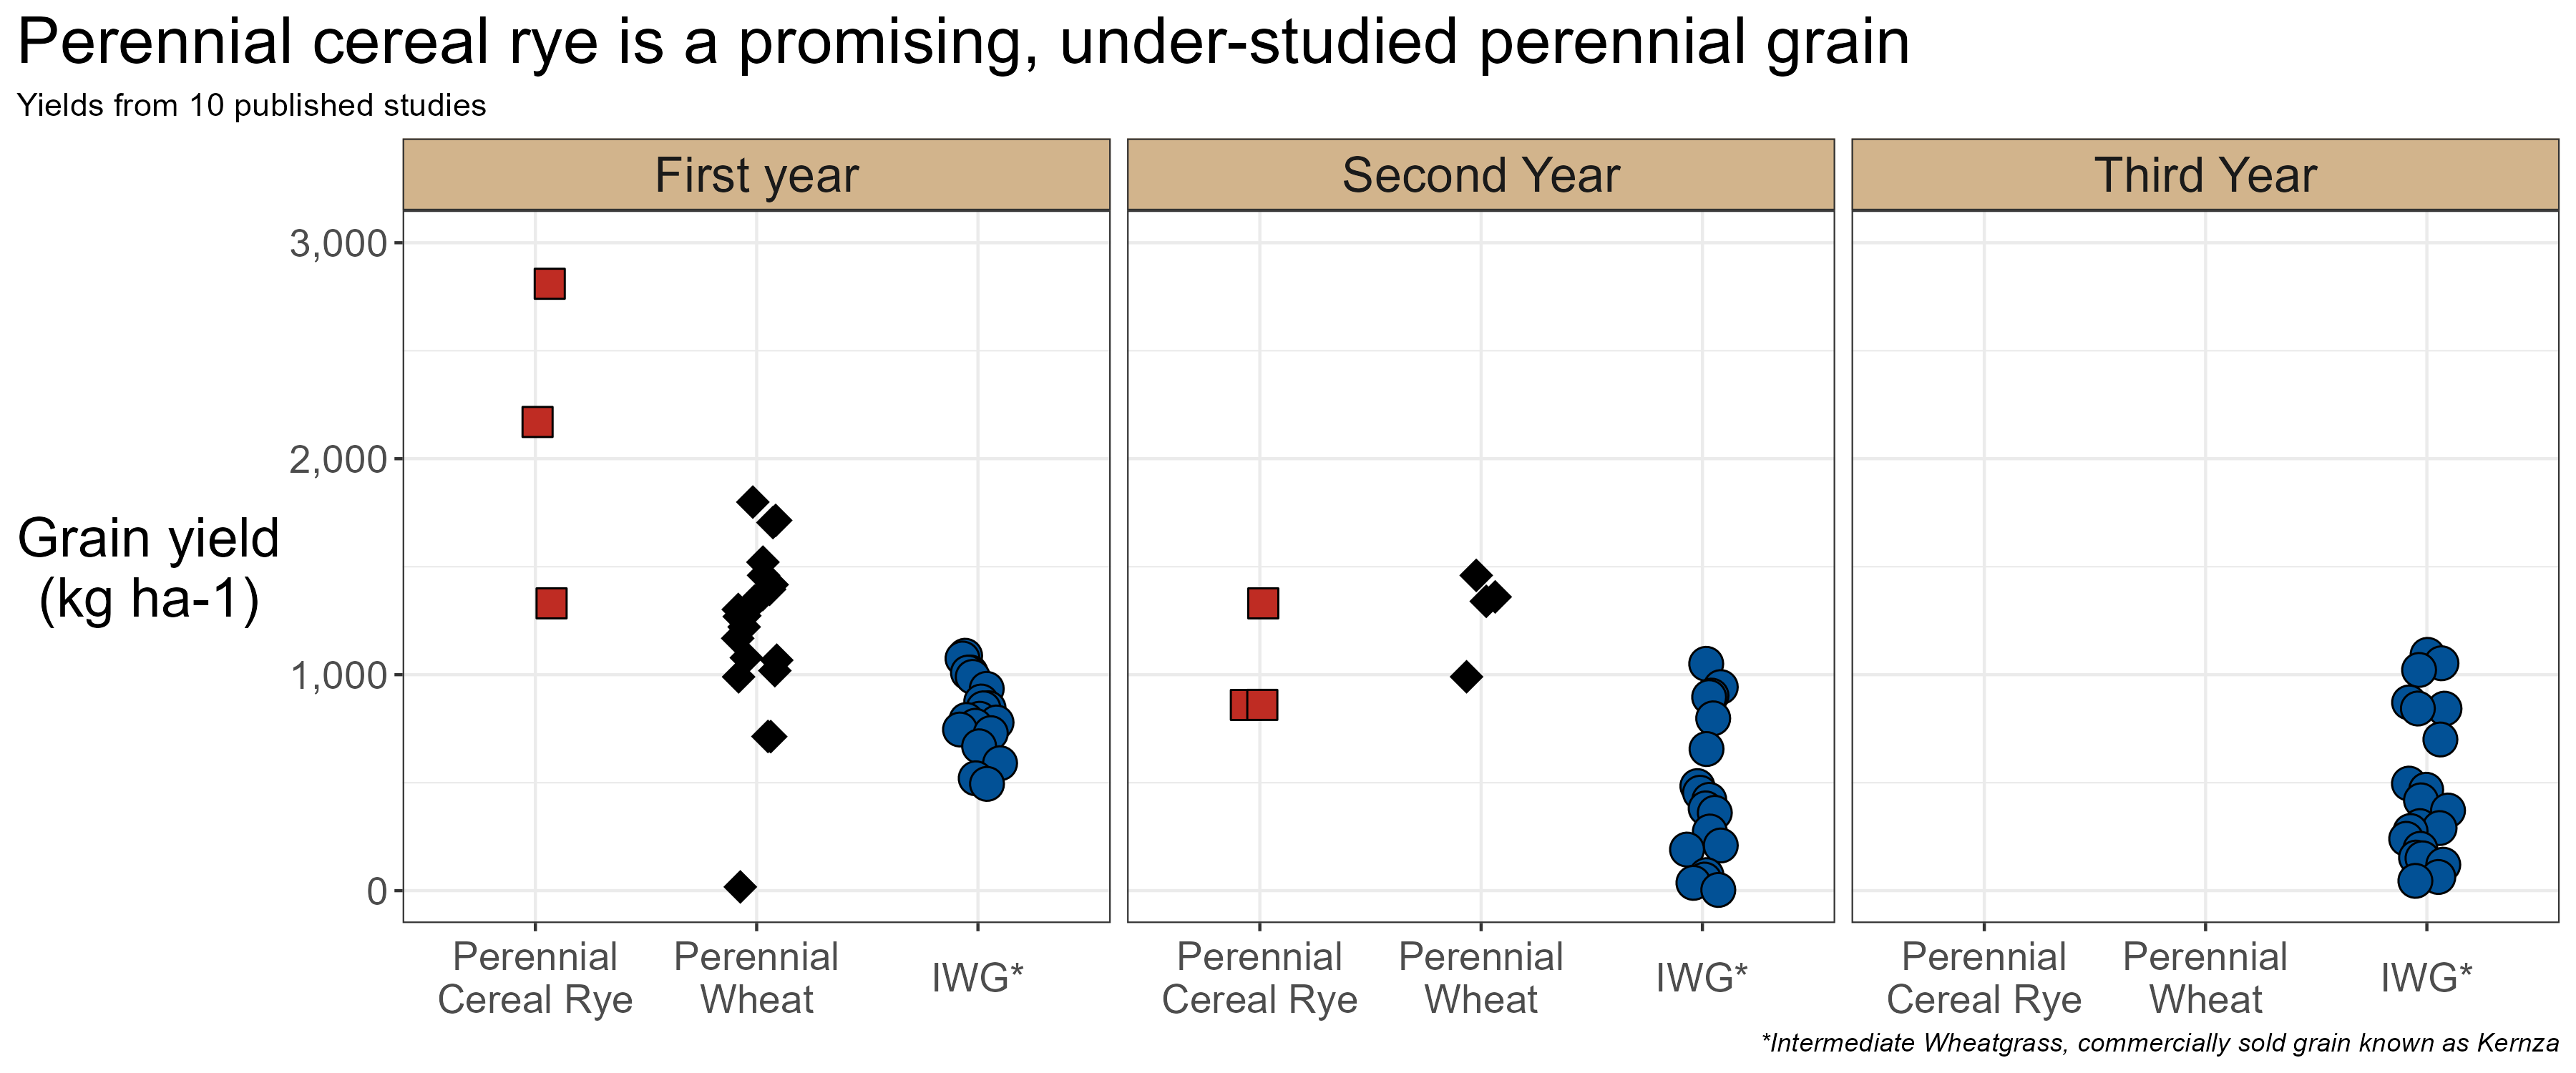 Perennial cereal rye is a promising, under-studied perennial grain
Yields from 10 published studies
First year
Second Year
Third Year
3,000
2,000
1,000
0
Grain yield
(kg ha-1)
Perennial
Cereal Rye
Perennial
Wheat
IWG*
Perennial
Cereal Rye
Perennial
Wheat
IWG*
Perennial
Cereal Rye
Perennial
Wheat
IWG*
*Intermediate Wheatgrass, commercially sold grain known as Kernza